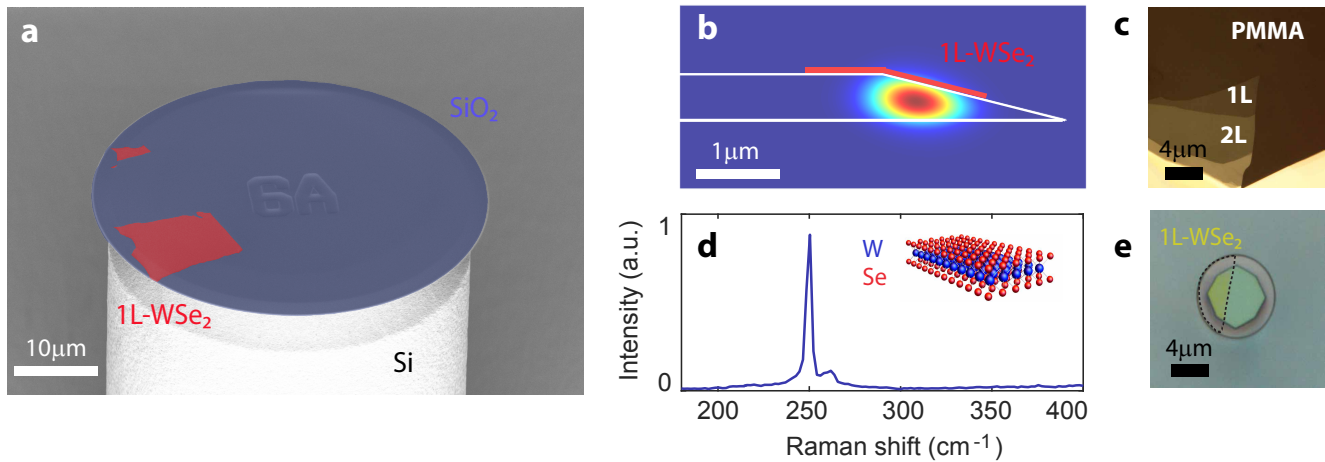 a
SiO₂
6A
1L-WSe₂
10μm
Si
b
1L-WSe₂
1μm
c
PMMA
1L
2L
4μm
d
1
W
Se
Intensity (a.u.)
0
200
250
300
350
400
Raman shift (cm⁻¹)
e
1L-WSe₂
4μm